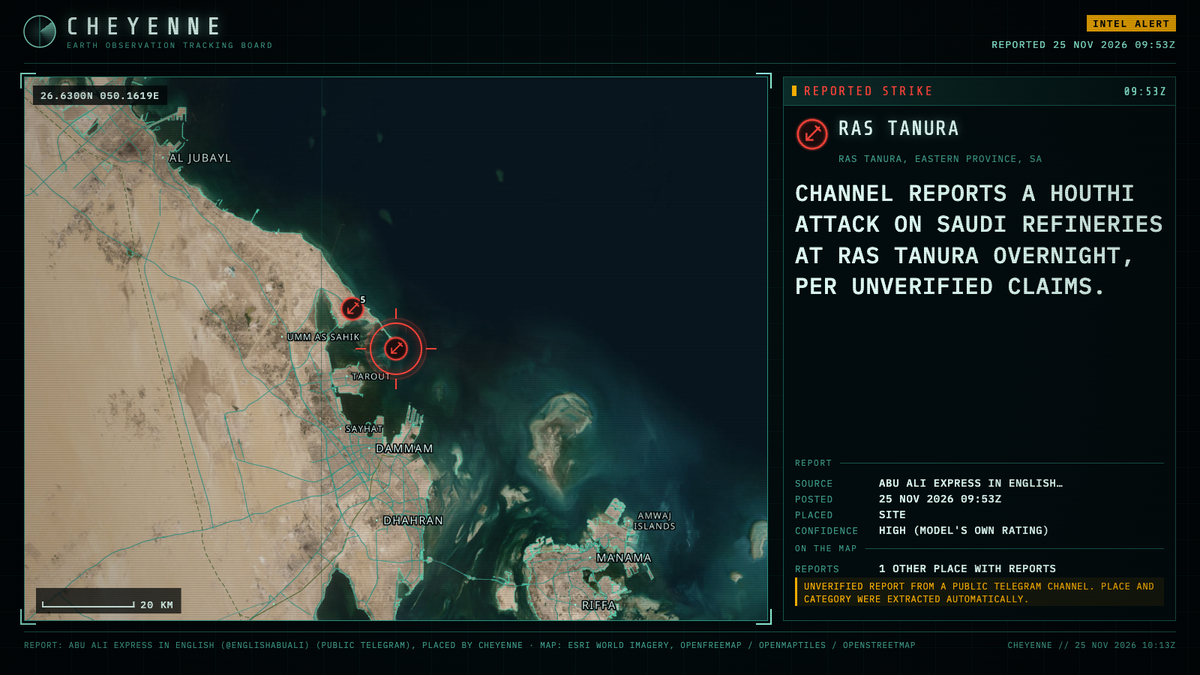 CHEYENNE
EARTH OBSERVATION TRACKING BOARD
INTEL ALERT
REPORTED 25 NOV 2026 09:53Z
26.6300N 050.1619E
AL JUBAYL
5
UMM AS SAHIK
TAROUT
SAYHAT
DAMMAM
DHAHRAN
AMWAJ
ISLANDS
MANAMA
RIFFA
20 KM
REPORTED STRIKE
09:53Z
RAS TANURA
RAS TANURA, EASTERN PROVINCE, SA
CHANNEL REPORTS A HOUTHI
ATTACK ON SAUDI REFINERIES
AT RAS TANURA OVERNIGHT,
PER UNVERIFIED CLAIMS.
REPORT
SOURCE ABU ALI EXPRESS IN ENGLISH…
POSTED 25 NOV 2026 09:53Z
PLACED SITE
CONFIDENCE HIGH (MODEL'S OWN RATING)
ON THE MAP
REPORTS 1 OTHER PLACE WITH REPORTS
UNVERIFIED REPORT FROM A PUBLIC TELEGRAM CHANNEL. PLACE AND
CATEGORY WERE EXTRACTED AUTOMATICALLY.
REPORT: ABU ALI EXPRESS IN ENGLISH (@ENGLISHABUALI) (PUBLIC TELEGRAM), PLACED BY CHEYENNE · MAP: ESRI WORLD IMAGERY, OPENFREEMAP / OPENMAPTILES / OPENSTREETMAP
CHEYENNE // 25 NOV 2026 10:13Z